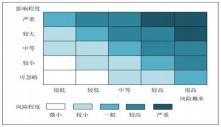 影响程度
严重
较大
中等
较小
可忽略
很低 较低 中等 较高 很高
风险概率
风险程度
微小 较小 一般 较高 严重